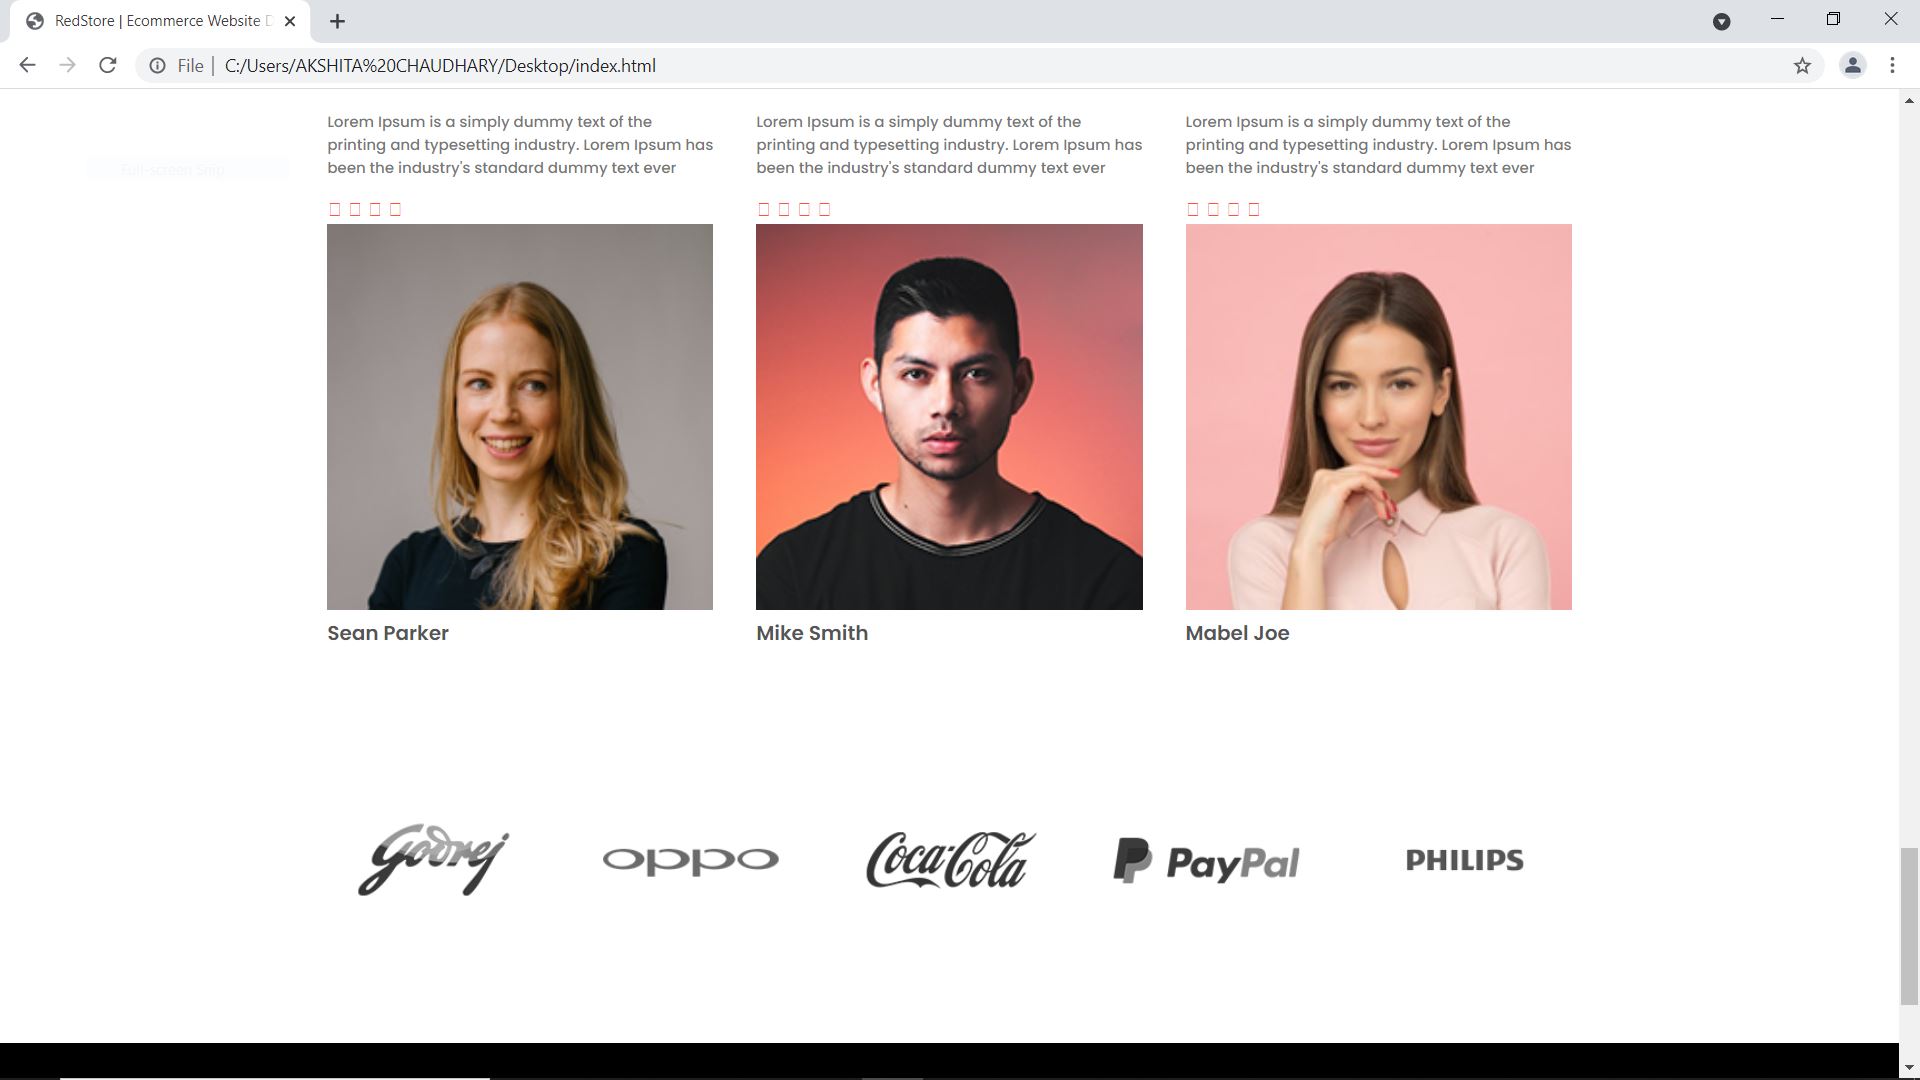 RedStore | Ecommerce Website D
File | C:/Users/AKSHITA%20CHAUDHARY/Desktop/index.html
Lorem Ipsum is a simply dummy text of the
printing and typesetting industry. Lorem Ipsum has
been the industry's standard dummy text ever
Lorem Ipsum is a simply dummy text of the
printing and typesetting industry. Lorem Ipsum has
been the industry's standard dummy text ever
Lorem Ipsum is a simply dummy text of the
printing and typesetting industry. Lorem Ipsum has
been the industry's standard dummy text ever
Full-screen Snip
Sean Parker
Mike Smith
Mabel Joe
Godrej
oppo
Coca-Cola
PayPal
PHILIPS